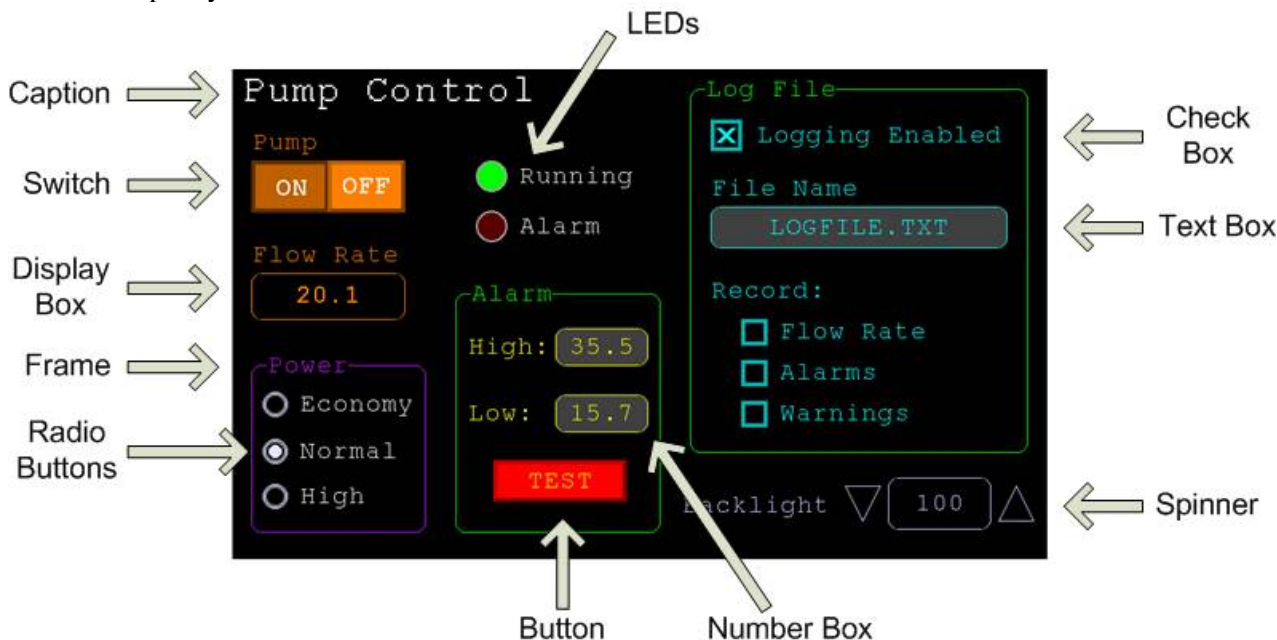 LEDs
Caption
Pump Control
Log File
Check
Box
Logging Enabled
Pump
Switch
ON OFF
Running
File Name
Text Box
LOGFILE.TXT
Alarm
Display
Box
Flow Rate
20.1
Alarm
Record:
Flow Rate
High: 35.5
Frame
Power
Alarms
Economy
Low: 15.7
Warnings
Radio
Buttons
Normal
High
TEST
Backlight 100
Spinner
Button
Number Box